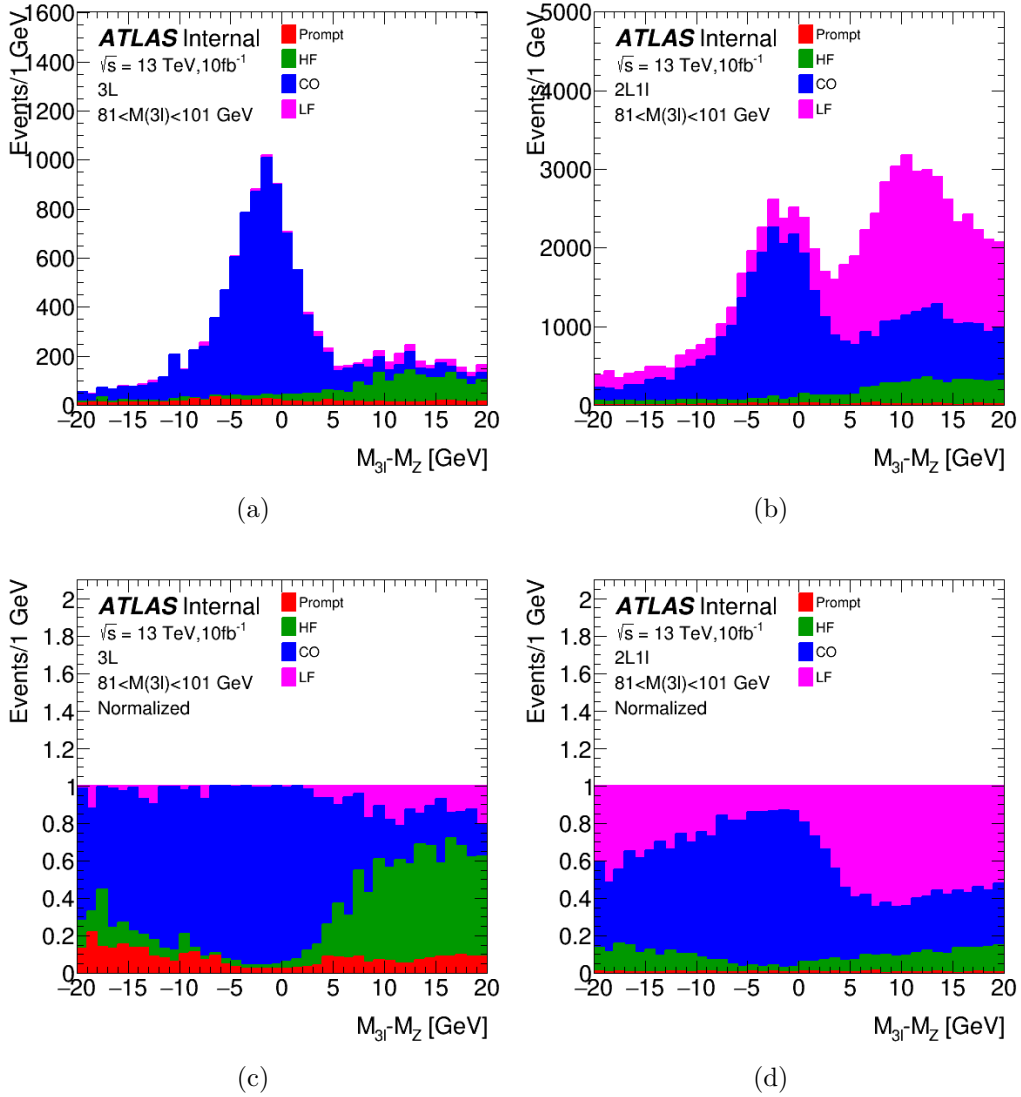 Events/1 GeV
1600
1400
1200
1000
800
600
400
200
0
ATLAS Internal
√s = 13 TeV,10fb⁻¹
3L
81<M(3l)<101 GeV
Prompt
HF
CO
LF
−20 −15 −10 −5 0 5 10 15 20
M3l-MZ [GeV]
(a)
Events/1 GeV
5000
4000
3000
2000
1000
0
ATLAS Internal
√s = 13 TeV,10fb⁻¹
2L1l
81<M(3l)<101 GeV
Prompt
HF
CO
LF
−20 −15 −10 −5 0 5 10 15 20
M3l-MZ [GeV]
(b)
Events/1 GeV
2
1.8
1.6
1.4
1.2
1
0.8
0.6
0.4
0.2
0
ATLAS Internal
√s = 13 TeV,10fb⁻¹
3L
81<M(3l)<101 GeV
Normalized
Prompt
HF
CO
LF
−20 −15 −10 −5 0 5 10 15 20
M3l-MZ [GeV]
(c)
Events/1 GeV
2
1.8
1.6
1.4
1.2
1
0.8
0.6
0.4
0.2
0
ATLAS Internal
√s = 13 TeV,10fb⁻¹
2L1l
81<M(3l)<101 GeV
Normalized
Prompt
HF
CO
LF
−20 −15 −10 −5 0 5 10 15 20
M3l-MZ [GeV]
(d)